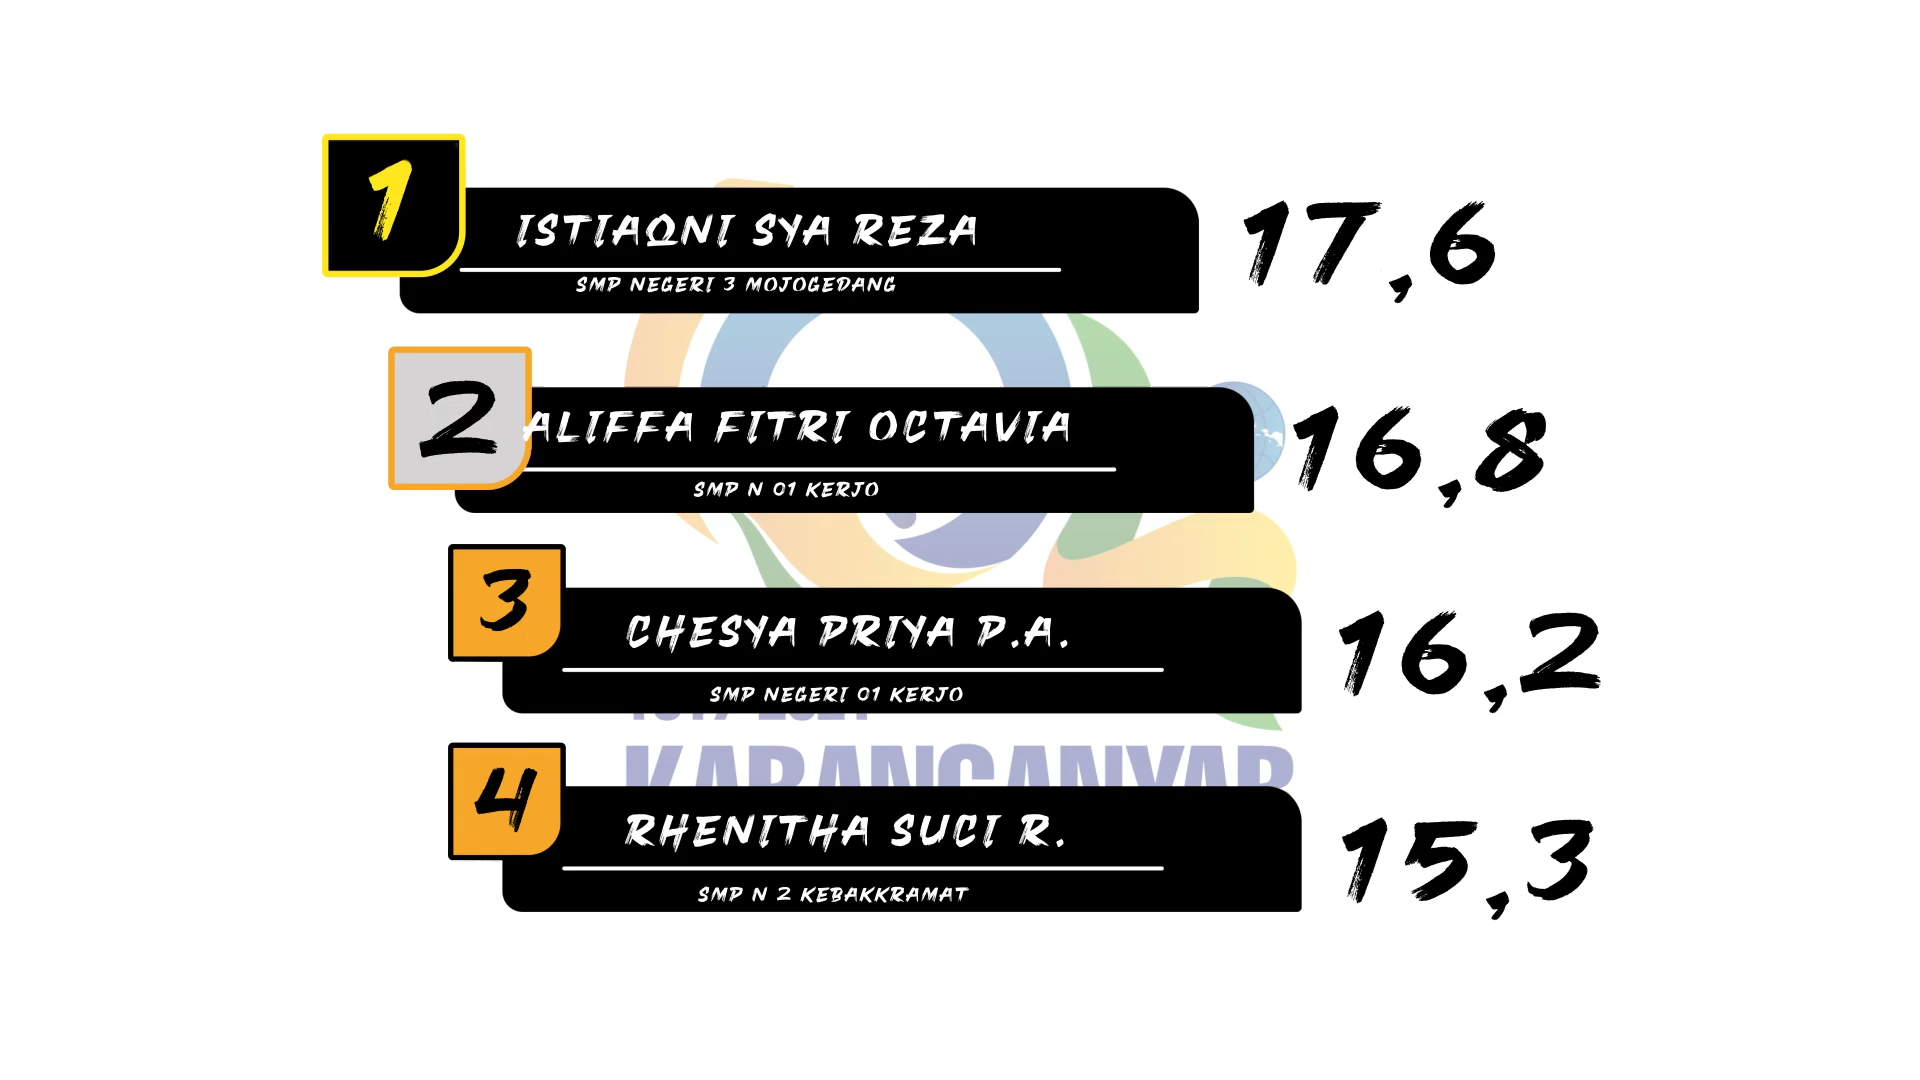 1
ISTIAQNI SYA REZA
SMP NEGERI 3 MOJOGEDANG
17,6
2
ALIFFA FITRI OCTAVIA
SMP N 01 KERJO
16,8
3
CHESYA PRIYA P.A.
SMP NEGERI 01 KERJO
16,2
KARANGANYAR
4
RHENITHA SUCI R.
SMP N 2 KEBAKKRAMAT
15,3